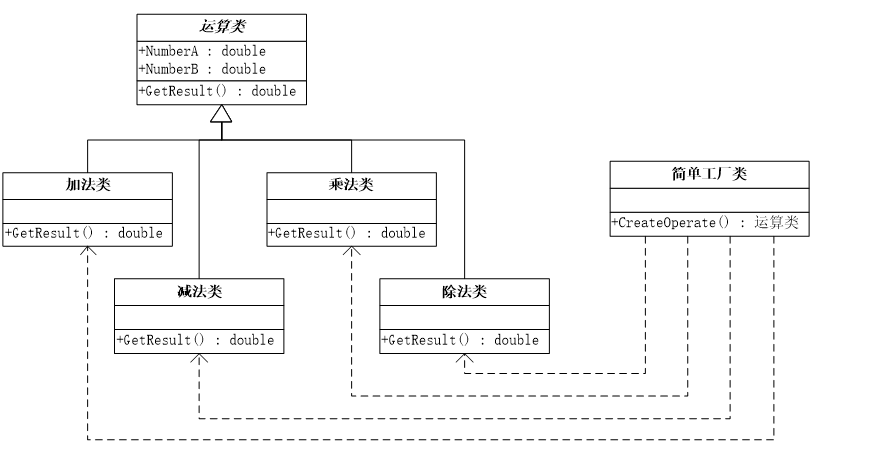 运算类
+NumberA : double
+NumberB : double
+GetResult() : double
加法类
+GetResult() : double
乘法类
+GetResult() : double
简单工厂类
+CreateOperate() : 运算类
减法类
+GetResult() : double
除法类
+GetResult() : double